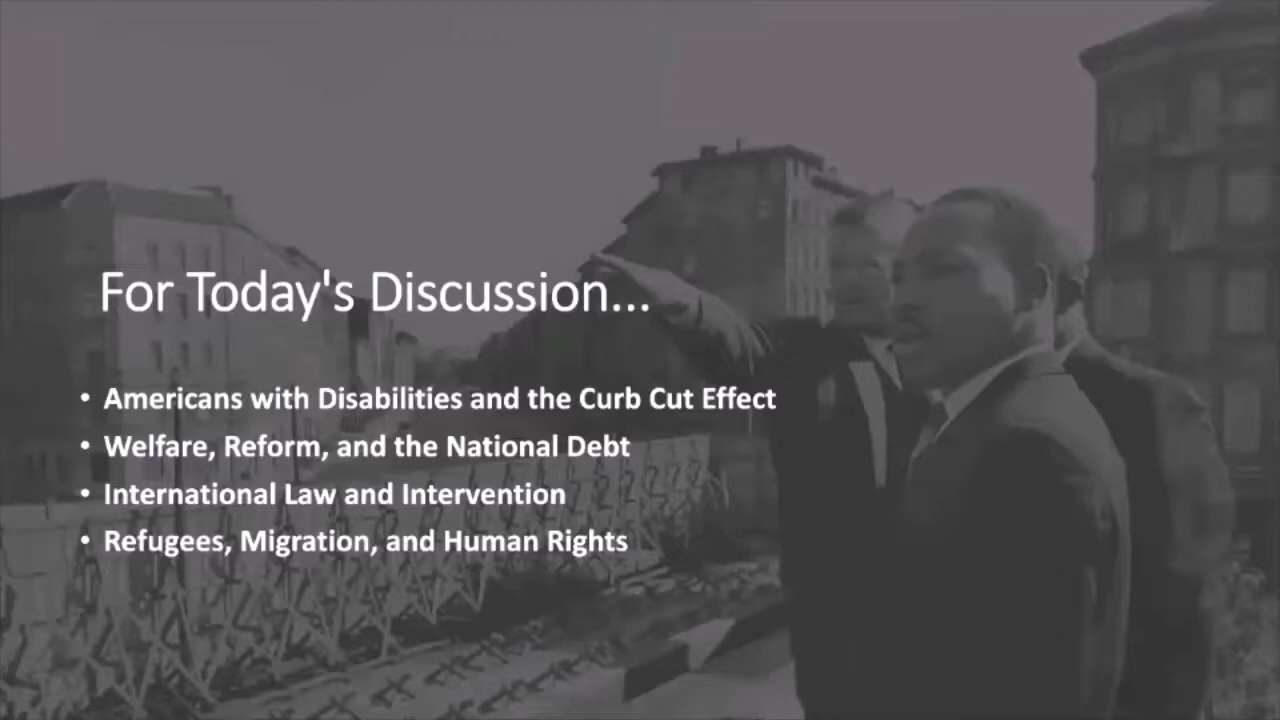 For Today's Discussion...
• Americans with Disabilities and the Curb Cut Effect
• Welfare, Reform, and the National Debt
• International Law and Intervention
• Refugees, Migration, and Human Rights